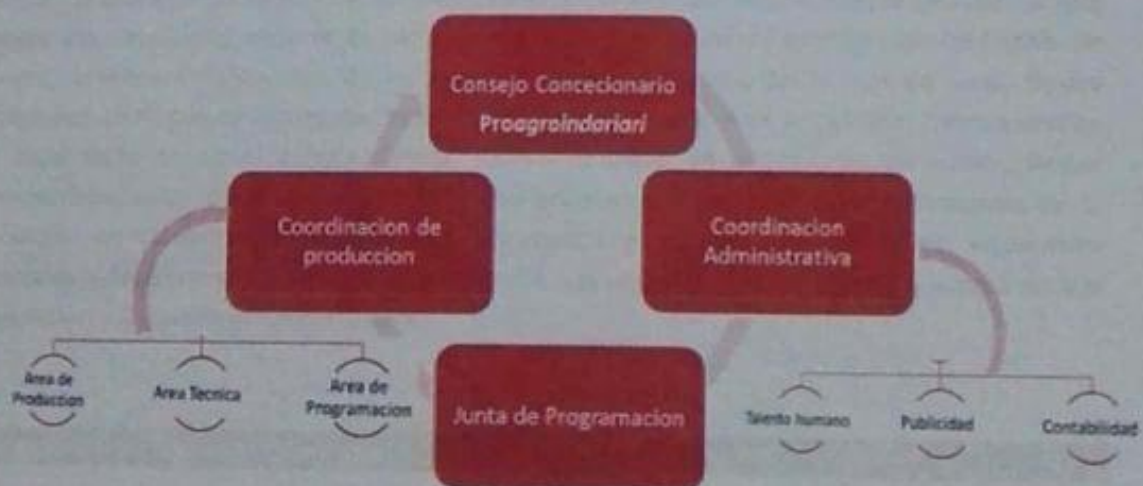 Consejo Concecionario
Proagroindariari
Coordinacion de
produccion
Coordinacion
Administrativa
Area de
Produccion
Area Tecnica
Area de
Programacion
Junta de Programacion
Talento humano
Publicidad
Contabilidad